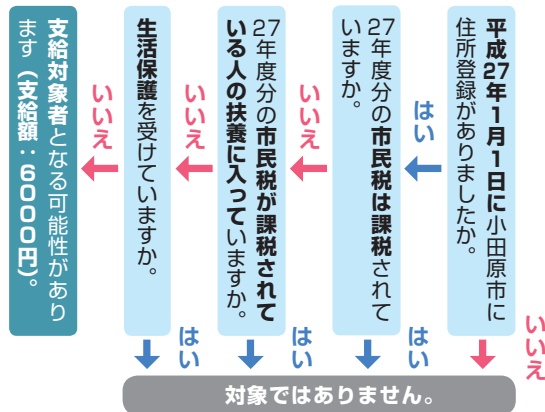 平成27年1月1日に小田原市に
住所登録がありましたか。
いいえ
はい
27年度分の市民税は課税されて
いますか。
はい
いいえ
27年度分の市民税が課税されて
いる人の扶養に入っていますか。
はい
いいえ
生活保護を受けていますか。
はい
いいえ
支給対象者となる可能性があり
ます（支給額：6000円）。
対象ではありません。